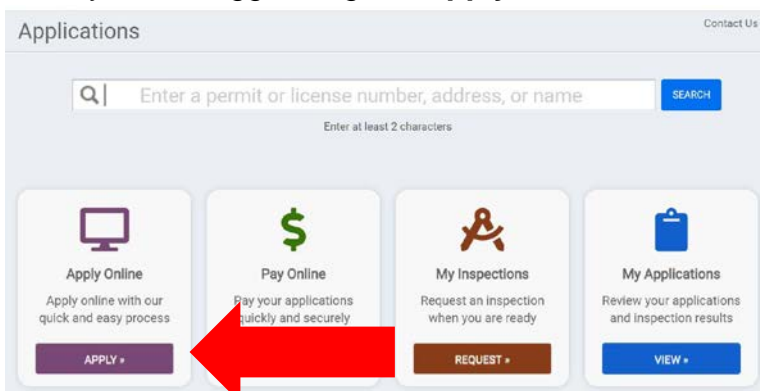 Applications
Contact Us
Enter a permit or license number, address, or name
SEARCH
Enter at least 2 characters
Apply Online
Apply online with our
quick and easy process
APPLY »
Pay Online
Pay your applications
quickly and securely
My Inspections
Request an inspection
when you are ready
REQUEST »
My Applications
Review your applications
and inspection results
VIEW »